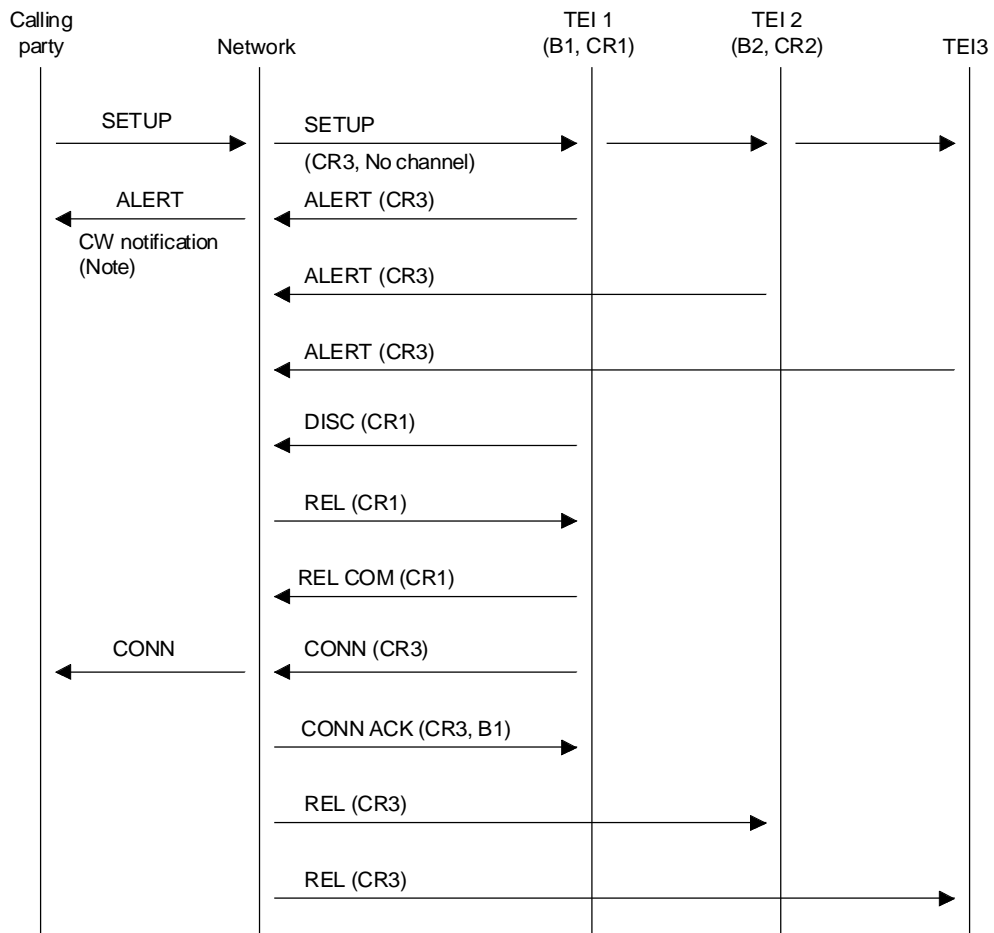 Calling
party
Network
TEI 1
(B1, CR1)
TEI 2
(B2, CR2)
TEI3
SETUP
SETUP
(CR3, No channel)
ALERT
ALERT (CR3)
CW notification
(Note)
ALERT (CR3)
ALERT (CR3)
DISC (CR1)
REL (CR1)
REL COM (CR1)
CONN
CONN (CR3)
CONN ACK (CR3, B1)
REL (CR3)
REL (CR3)